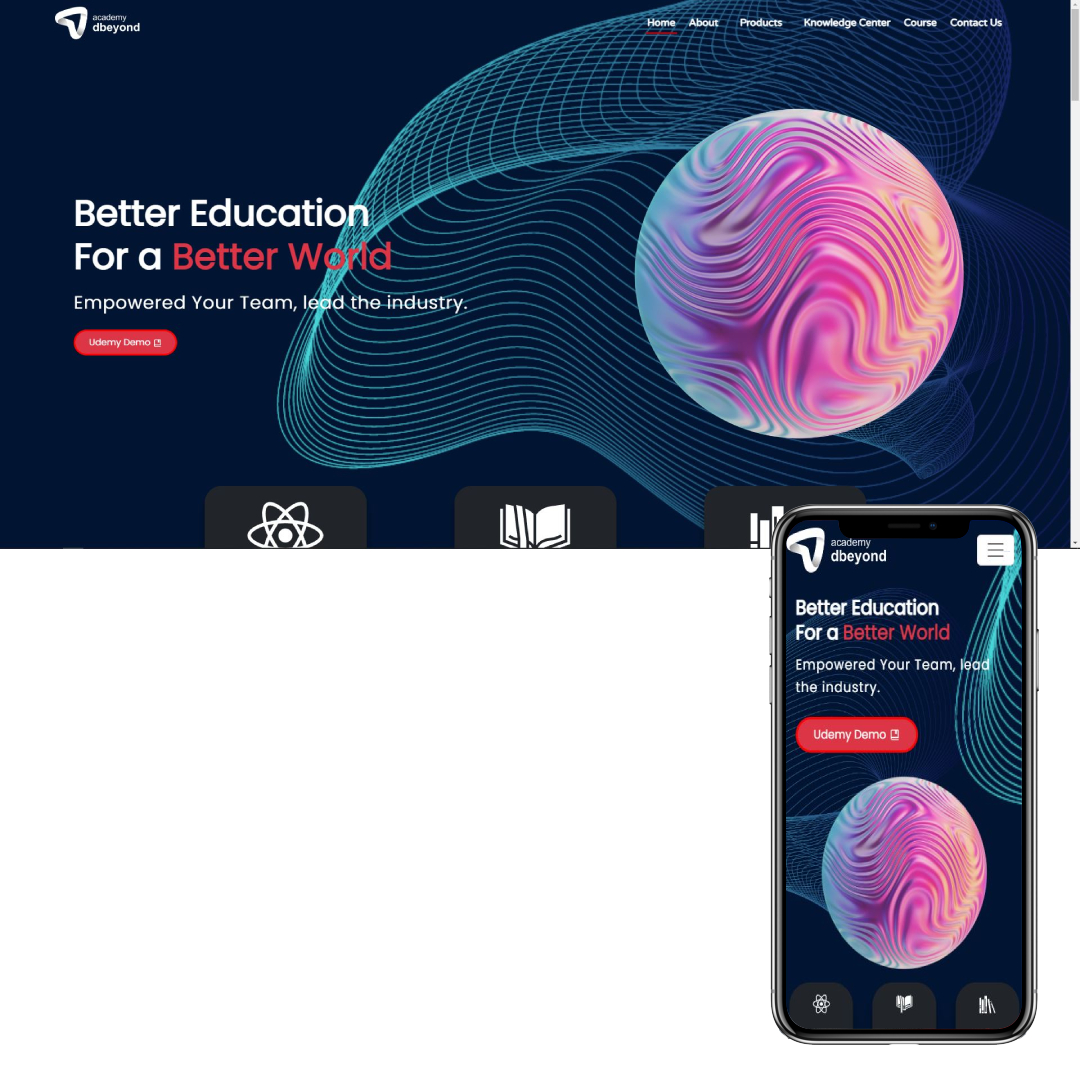 academy
dbeyond
Home About Products Knowledge Center Course Contact Us
Better Education
For a Better World
Empowered Your Team, lead the industry.
Udemy Demo
academy
dbeyond
Better Education
For a Better World
Empowered Your Team, lead
the industry.
Udemy Demo